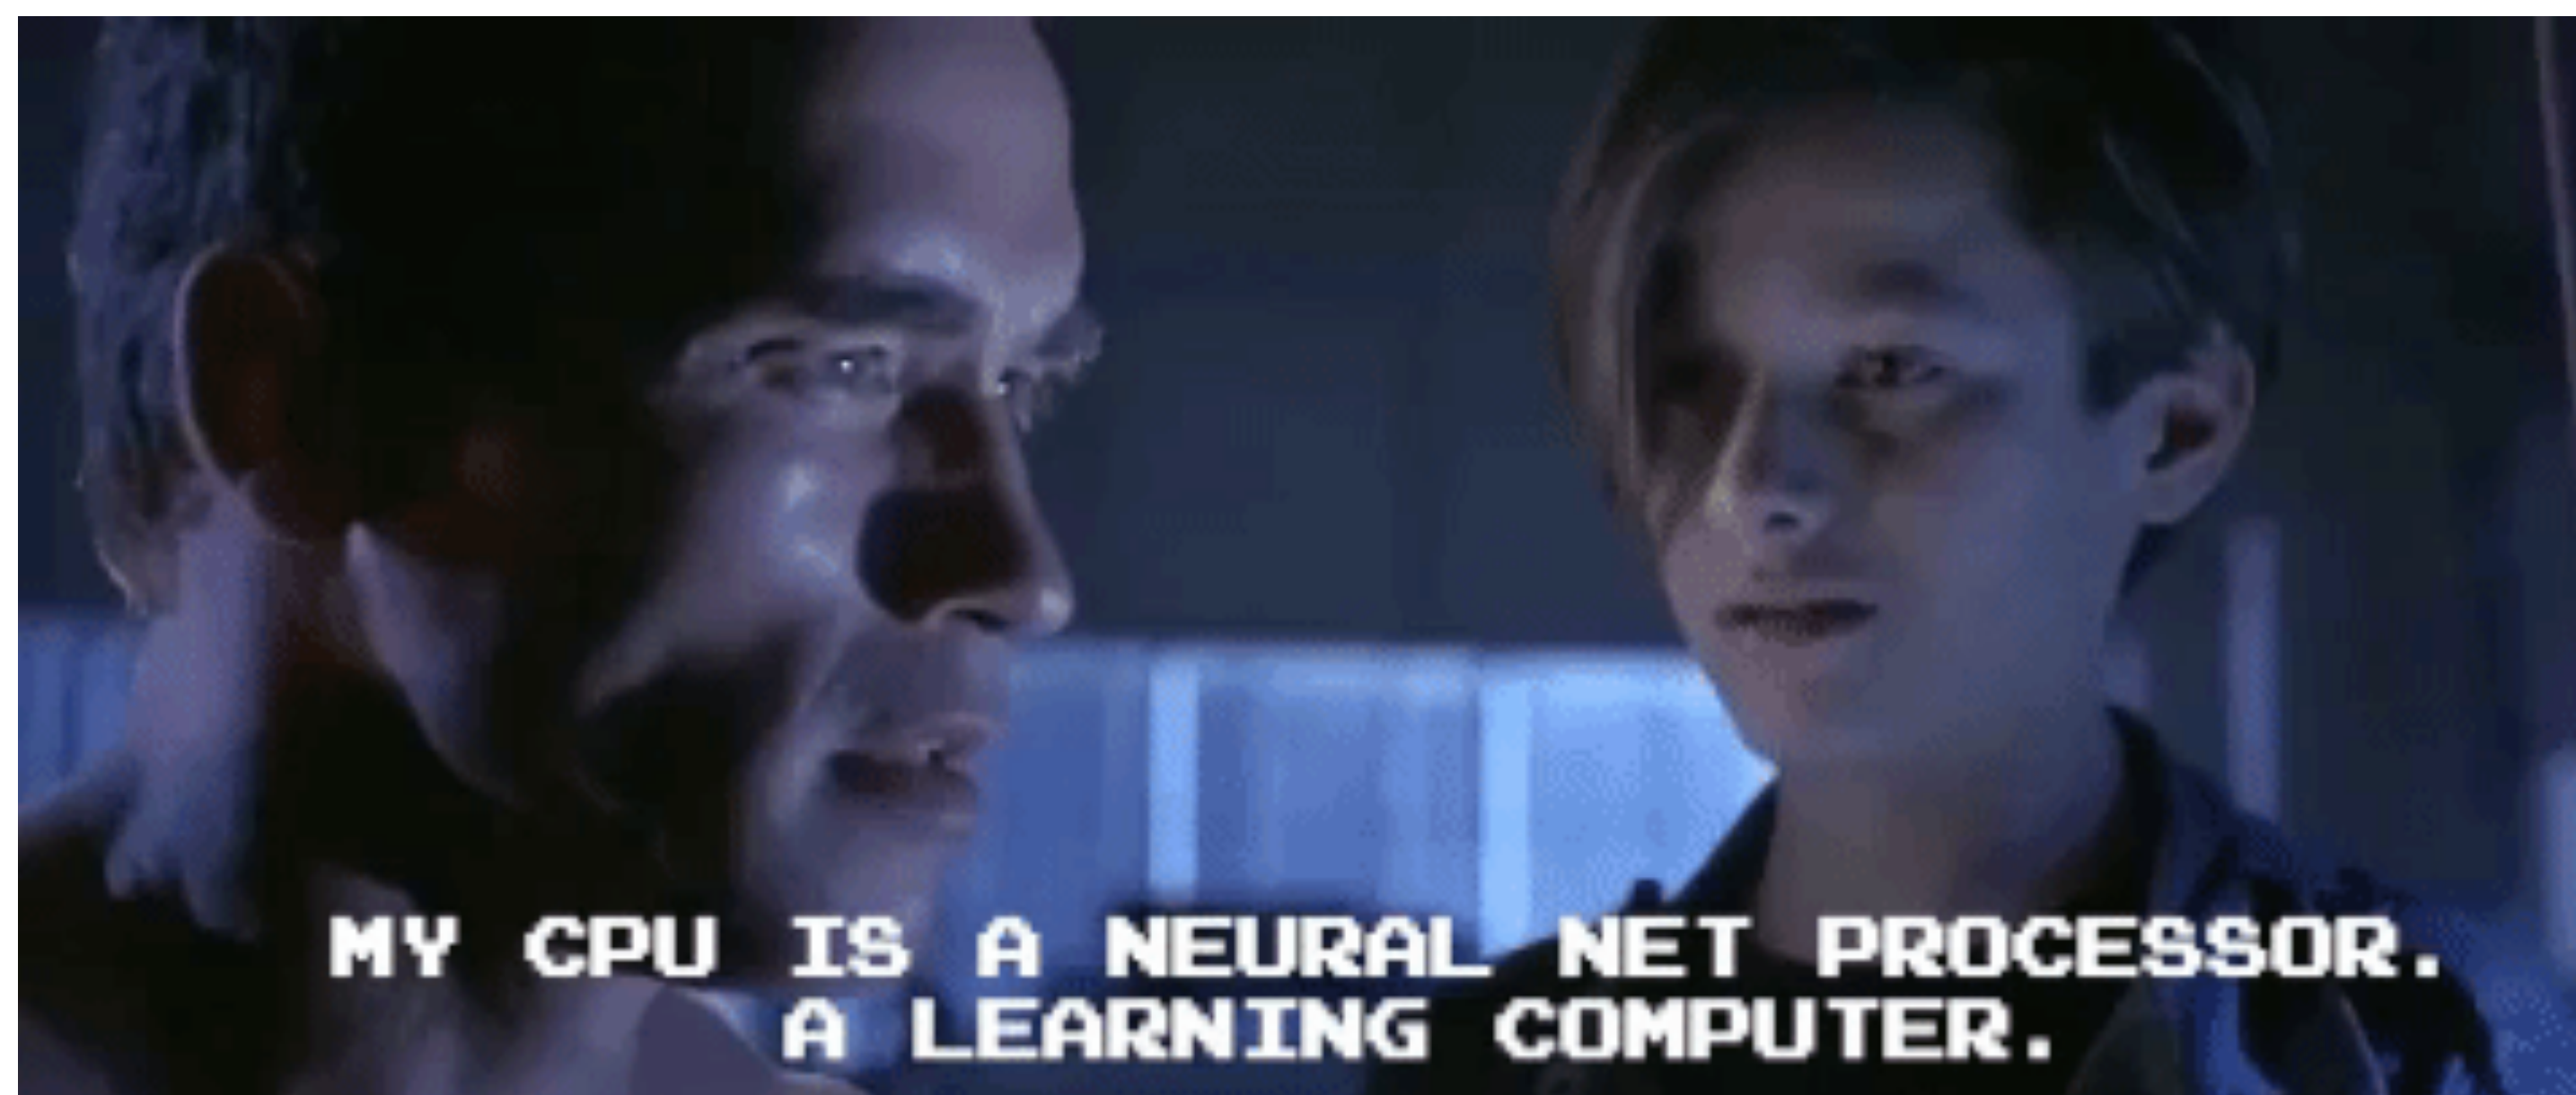 MY CPU IS A NEURAL NET PROCESSOR.
A LEARNING COMPUTER.